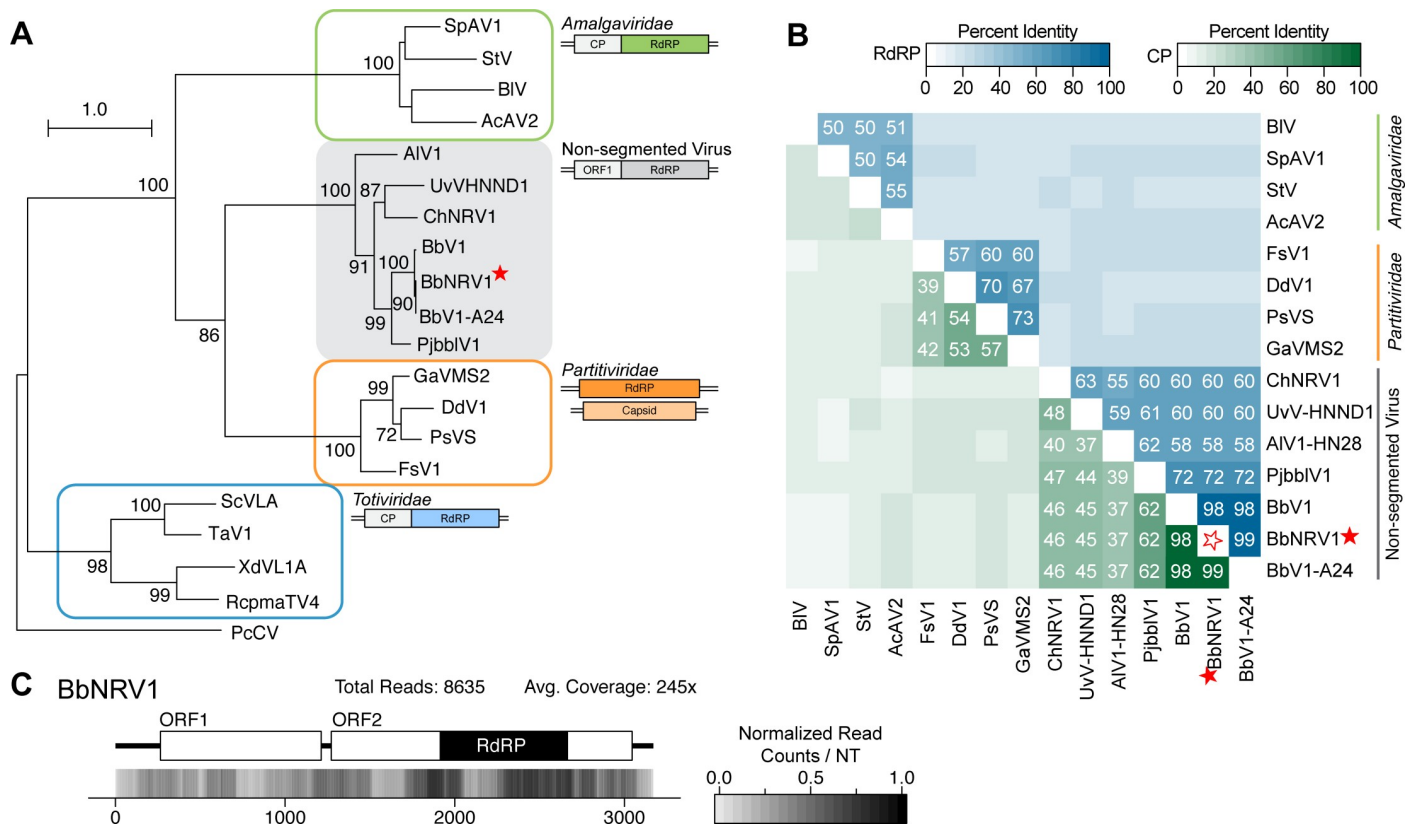 A
1.0
100
100
86
100
87
91
100
90
99
99
72
100
100
98
99
SpAV1
StV
BlV
AcAV2
AlV1
UvVHNND1
ChNRV1
BbV1
BbNRV1
BbV1-A24
PjbblV1
GaVMS2
DdV1
PsVS
FsV1
ScVLA
TaV1
XdVL1A
RcpmaTV4
PcCV
Amalgaviridae
CP RdRP
Non-segmented Virus
ORF1 RdRP
Partitiviridae
RdRP
Capsid
Totiviridae
CP RdRP
B
Percent Identity
RdRP
0 20 40 60 80 100
Percent Identity
CP
0 20 40 60 80 100
50 50 51 BlV
50 54 SpAV1
55 StV
AcAV2
57 60 60 FsV1
39 70 67 DdV1
41 54 73 PsVS
42 53 57 GaVMS2
63 55 60 60 60 60 ChNRV1
48 59 61 60 60 60 UvV-HNND1
40 37 62 58 58 58 AlV1-HN28
47 44 39 72 72 72 PjbblV1
46 45 37 62 98 98 BbV1
46 45 37 62 98 99 BbNRV1
46 45 37 62 98 99 BbV1-A24
Amalgaviridae
Partitiviridae
Non-segmented Virus
BlV
SpAV1
StV
AcAV2
FsV1
DdV1
PsVS
GaVMS2
ChNRV1
UvV-HNND1
AlV1-HN28
PjbblV1
BbV1
BbNRV1
BbV1-A24
C
BbNRV1
Total Reads: 8635 Avg. Coverage: 245x
ORF1 ORF2
RdRP
0 1000 2000 3000
Normalized Read
Counts / NT
0.0 0.5 1.0